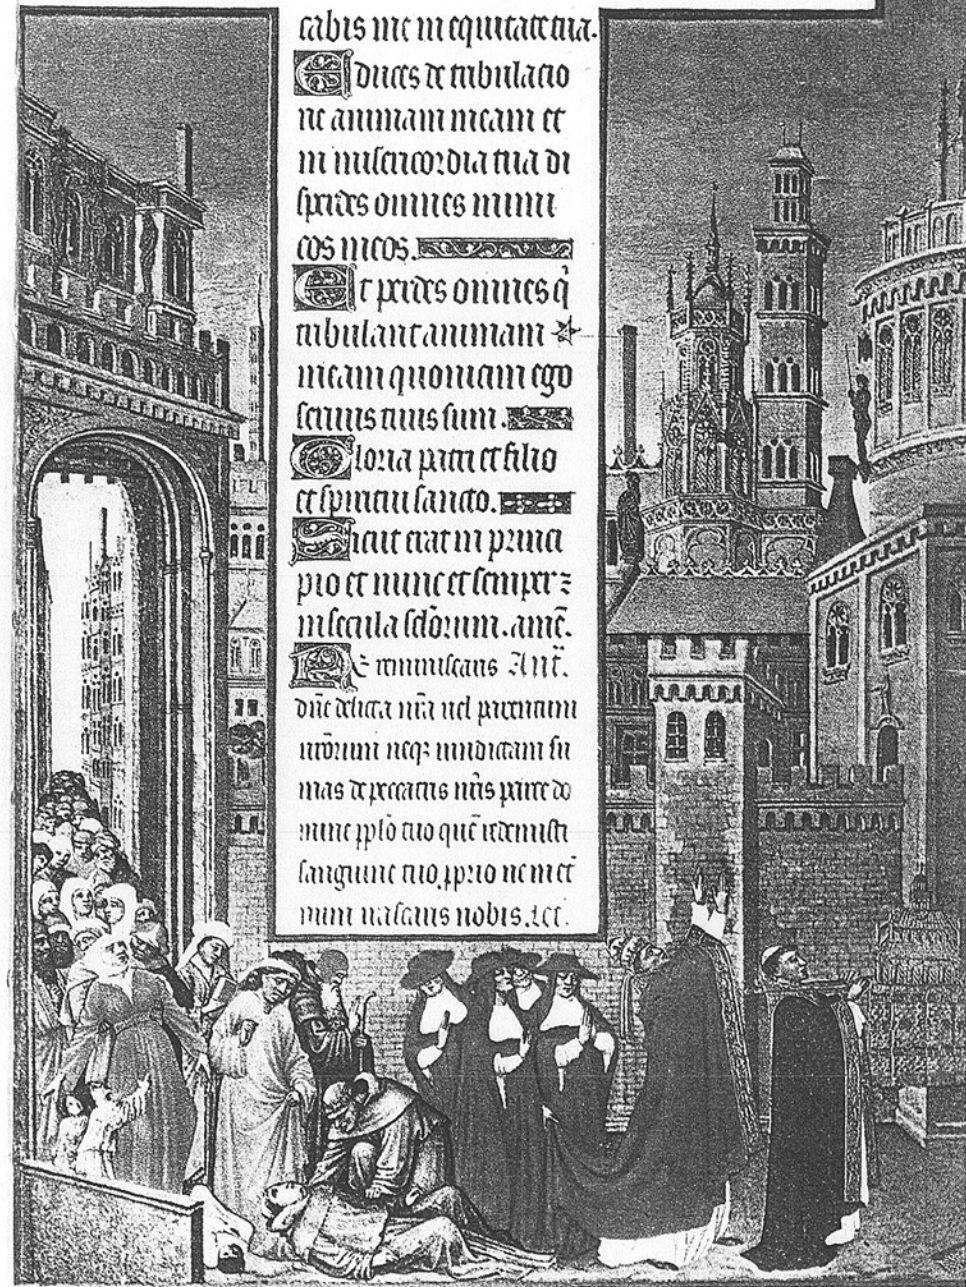 cabis me in equitate tua.
Educes de tribulatio
ne animam meam et
in misericordia tua di
sperdes omnes inimi
cos meos.
Et perdes omnes q̄
tribulant animam
meam quoniam ego
servus tuus sum.
Gloria patri et filio
et spiritui sancto.
Sicut erat in princi
pio et nunc et semper ⁊
in secula sclorum. amē.
Ne reminiscaris Ant̄.
dn̄e delicta nr̄a vel parentum
nr̄orum neq⁊ vindictam su
mas de peccatis nr̄is parce do
mine pplo tuo quē redemisti
sanguine tuo pprio ne in et̄
num irascaris nobis.